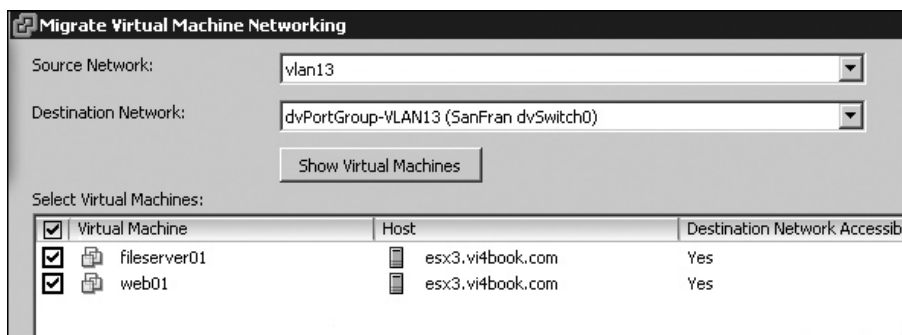 Migrate Virtual Machine Networking
Source Network: vlan13
Destination Network: dvPortGroup-VLAN13 (SanFran dvSwitch0)
Show Virtual Machines
Select Virtual Machines:
Virtual Machine Host Destination Network Accessib
fileserver01 esx3.vi4book.com Yes
web01 esx3.vi4book.com Yes